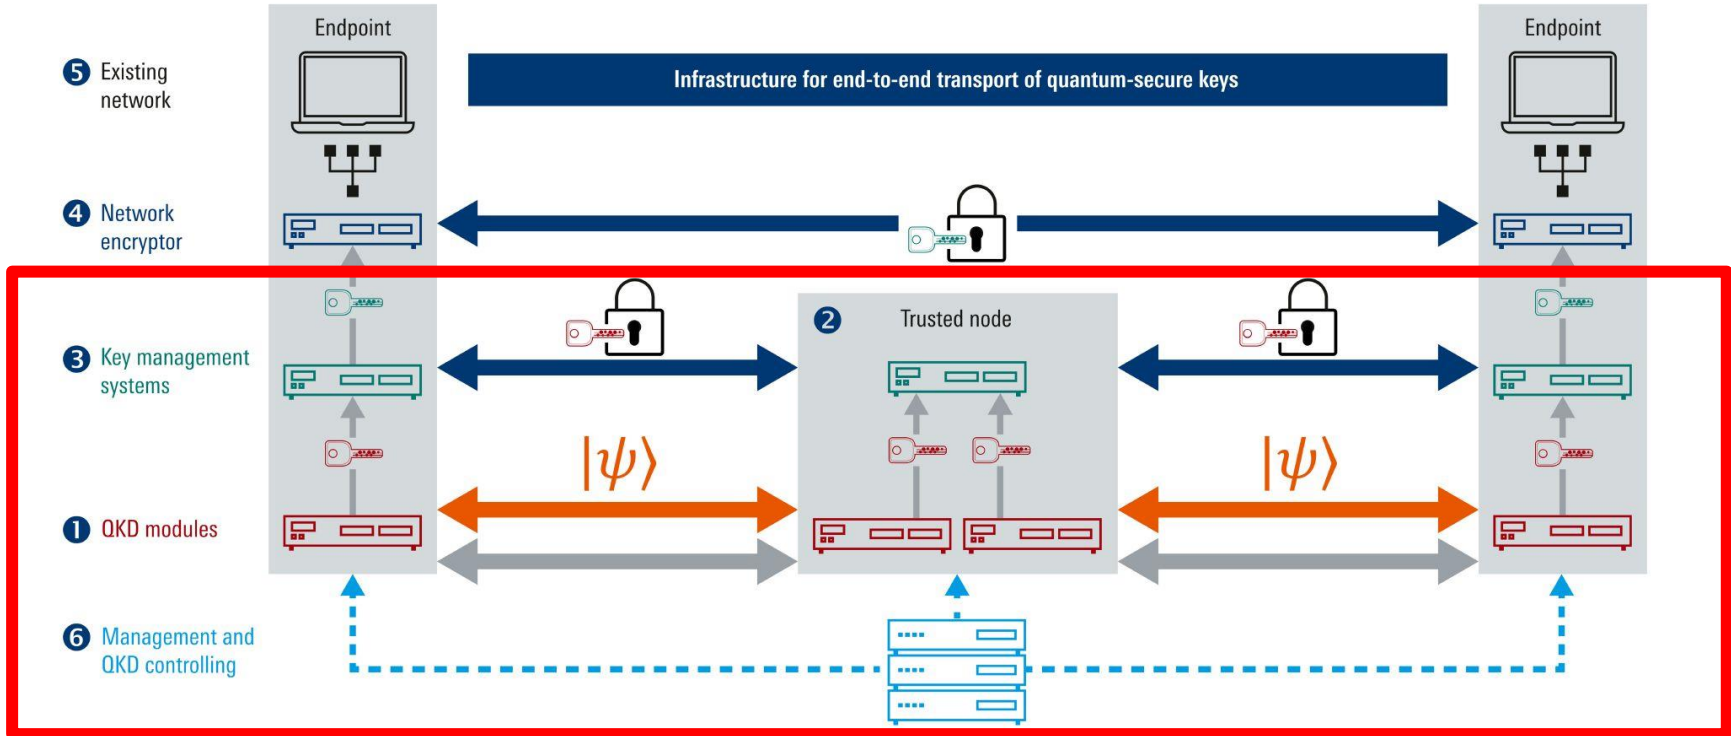 Endpoint
Endpoint
5 Existing
network
Infrastructure for end-to-end transport of quantum-secure keys
4 Network
encryptor
2 Trusted node
3 Key management
systems
|ψ⟩
|ψ⟩
1 QKD modules
6 Management and
QKD controlling